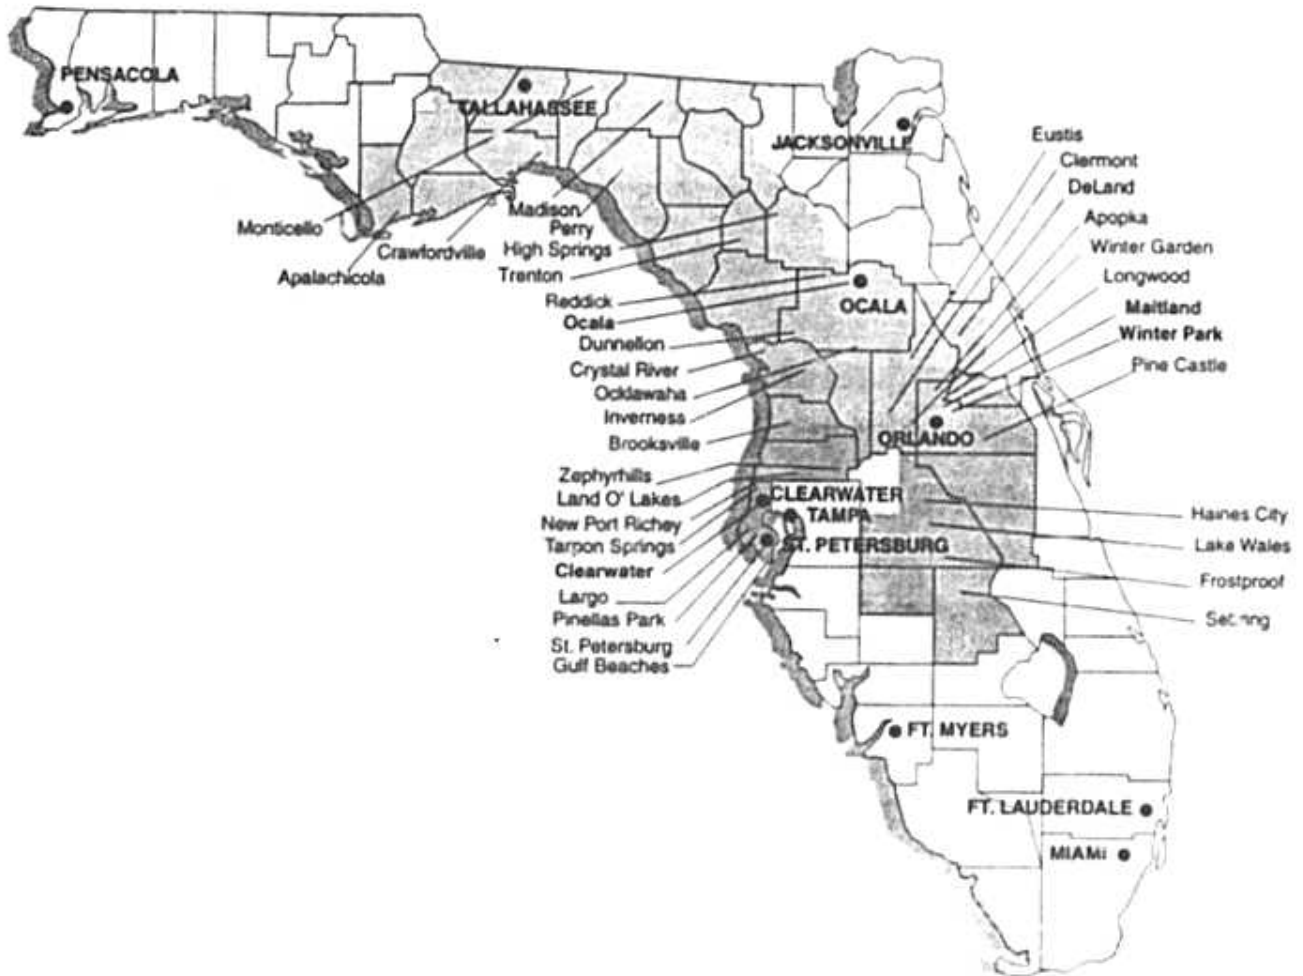 PENSACOLA
TALLAHASSEE
JACKSONVILLE
Eustis
Clermont
DeLand
Apopka
Winter Garden
Longwood
Maitland
Winter Park
Pine Castle
Monticello
Apalachicola
Crawfordville
Madison
Perry
High Springs
Trenton
Reddick
Ocala
OCALA
Dunnellon
Crystal River
Ocklawaha
Inverness
Brooksville
ORLANDO
Zephyrhills
Land O' Lakes
New Port Richey
Tarpon Springs
Clearwater
Largo
Pinellas Park
St. Petersburg
Gulf Beaches
CLEARWATER
TAMPA
ST. PETERSBURG
Haines City
Lake Wales
Frostproof
FT. MYERS
FT. LAUDERDALE
MIAMI